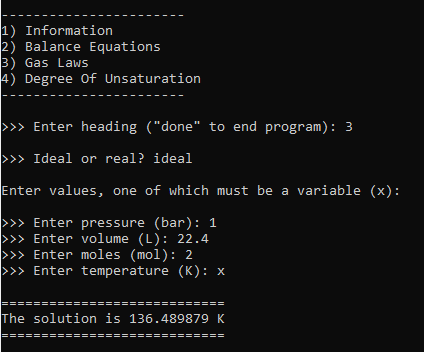 -----------------------
1) Information
2) Balance Equations
3) Gas Laws
4) Degree Of Unsaturation
-----------------------
>>> Enter heading ("done" to end program): 3
>>> Ideal or real? ideal
Enter values, one of which must be a variable (x):
>>> Enter pressure (bar): 1
>>> Enter volume (L): 22.4
>>> Enter moles (mol): 2
>>> Enter temperature (K): x
============================
The solution is 136.489879 K
============================